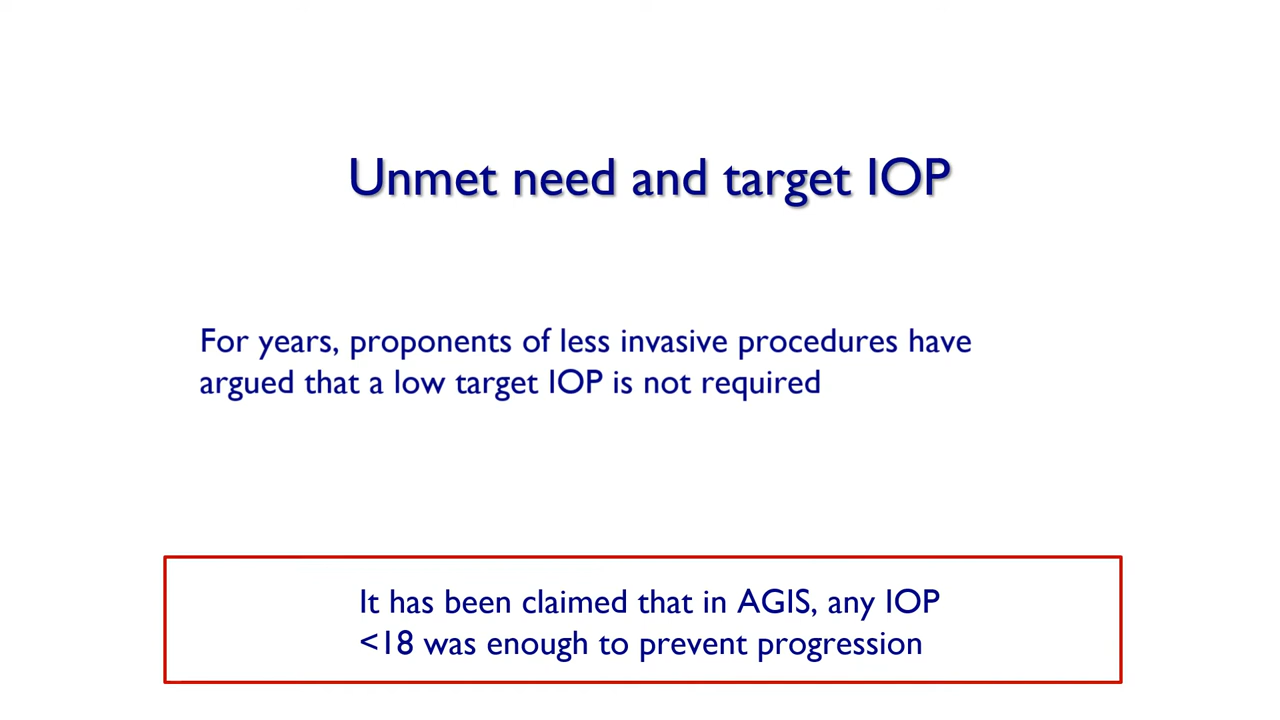 Unmet need and target IOP
For years, proponents of less invasive procedures have
argued that a low target IOP is not required
It has been claimed that in AGIS, any IOP
<18 was enough to prevent progression